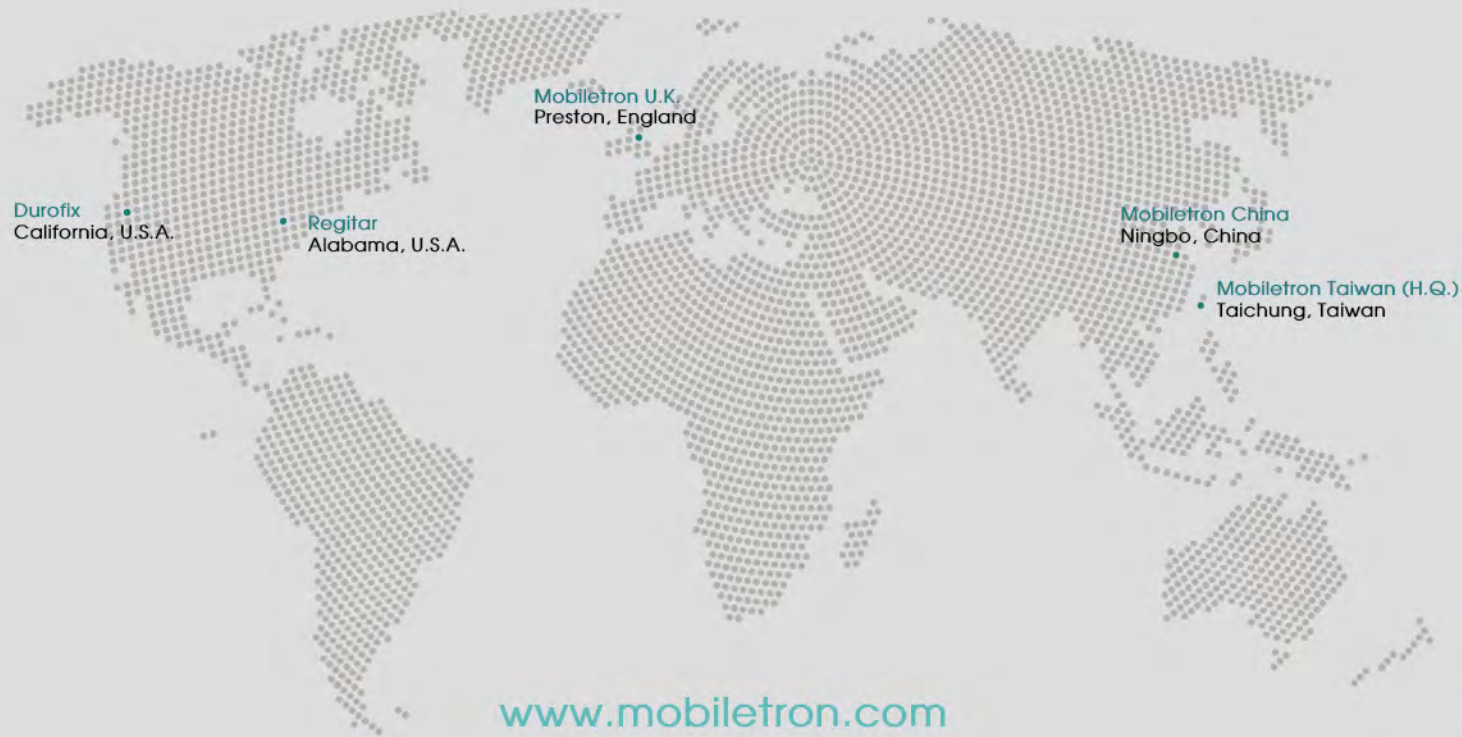 Mobiletron U.K.
Preston, England
Durofix
California, U.S.A.
Regitar
Alabama, U.S.A.
Mobiletron China
Ningbo, China
Mobiletron Taiwan (H.Q.)
Taichung, Taiwan
www.mobiletron.com